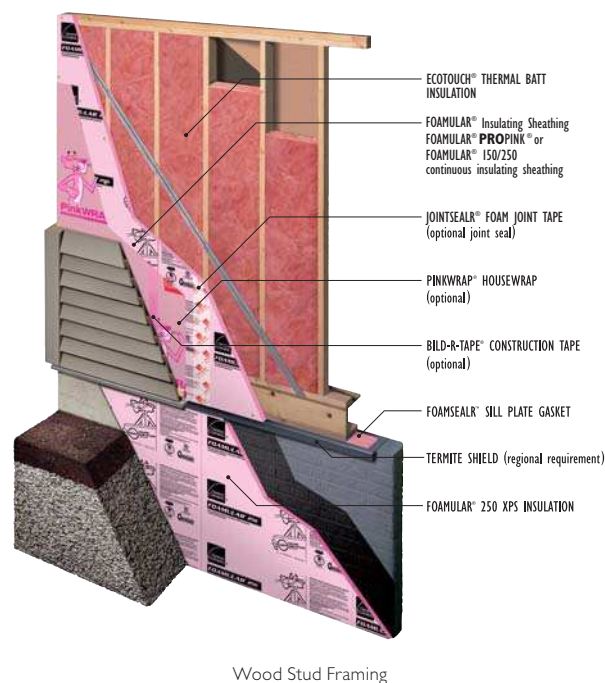 ECOTOUCH® THERMAL BATT
INSULATION
FOAMULAR® Insulating Sheathing
FOAMULAR® PROPINK® or
FOAMULAR® 150/250
continuous insulating sheathing
JOINTSEALR® FOAM JOINT TAPE
(optional joint seal)
PINKWRAP® HOUSEWRAP
(optional)
BILD-R-TAPE® CONSTRUCTION TAPE
(optional)
FOAMSEALR® SILL PLATE GASKET
TERMITE SHIELD (regional requirement)
FOAMULAR® 250 XPS INSULATION
PinkWRA
Wood Stud Framing